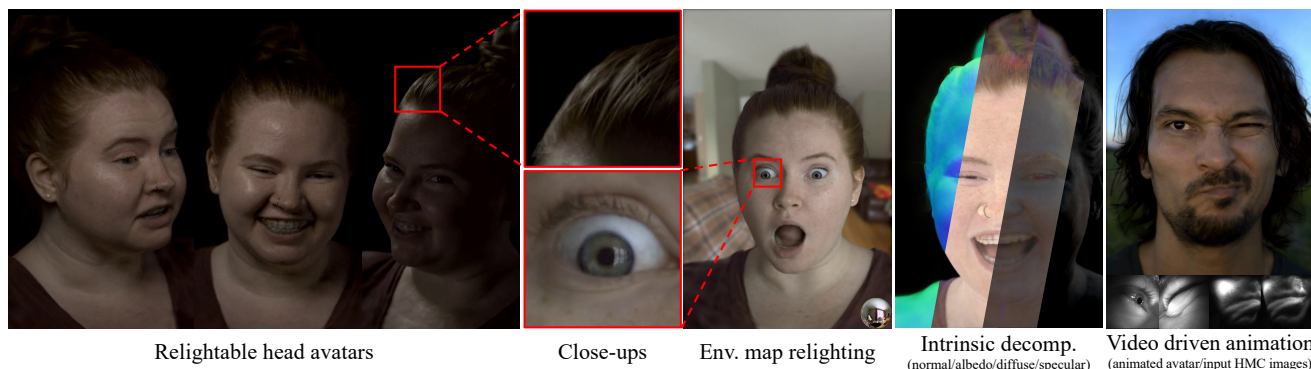 Relightable head avatars
Close-ups
Env. map relighting
Intrinsic decomp.
(normal/albedo/diffuse/specular)
Video driven animation
(animated avatar/input HMC images)